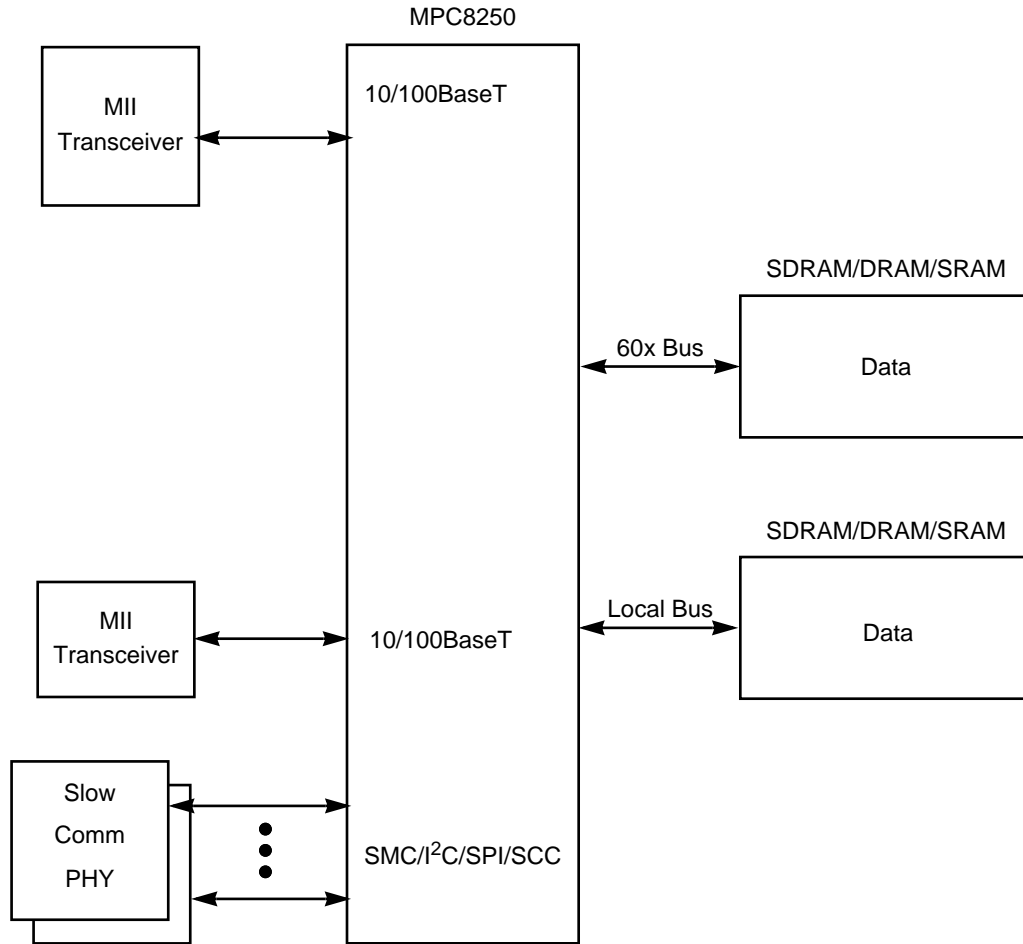 MPC8250
MII
Transceiver
10/100BaseT
SDRAM/DRAM/SRAM
60x Bus
Data
SDRAM/DRAM/SRAM
Local Bus
Data
MII
Transceiver
10/100BaseT
Slow
Comm
PHY
SMC/I²C/SPI/SCC